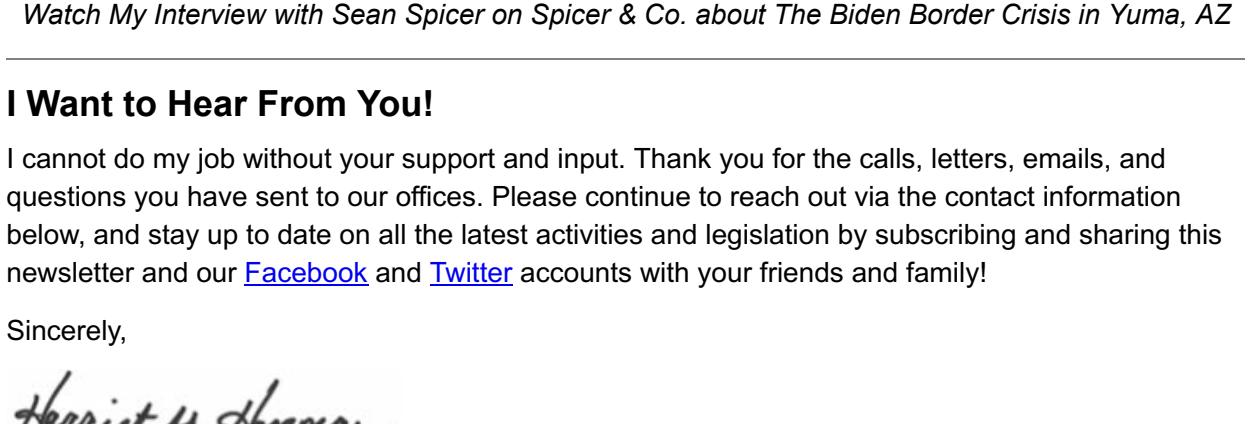 Watch My Interview with Sean Spicer on Spicer & Co. about The Biden Border Crisis in Yuma, AZ
I Want to Hear From You!
I cannot do my job without your support and input. Thank you for the calls, letters, emails, and
questions you have sent to our offices. Please continue to reach out via the contact information
below, and stay up to date on all the latest activities and legislation by subscribing and sharing this
newsletter and our Facebook and Twitter accounts with your friends and family!
Sincerely,